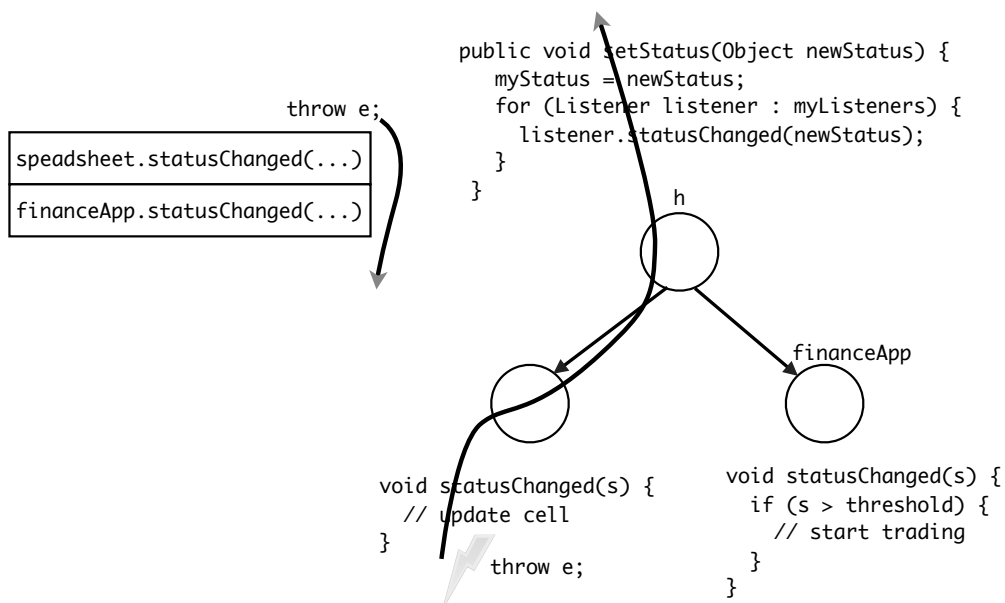 public void setStatus(Object newStatus) {
myStatus = newStatus;
for (Listener listener : myListeners) {
listener.statusChanged(newStatus);
}
}
throw e;
speadsheet.statusChanged(...)
financeApp.statusChanged(...)
h
financeApp
void statusChanged(s) {
// update cell
}
throw e;
void statusChanged(s) {
if (s > threshold) {
// start trading
}
}